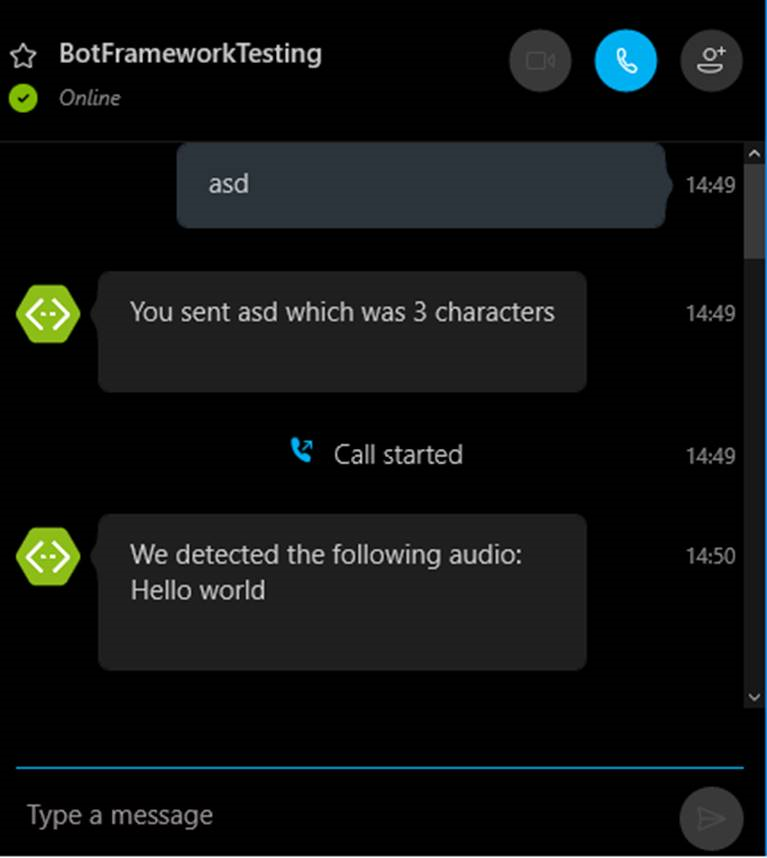 BotFrameworkTesting
Online
asd 14:49
You sent asd which was 3 characters 14:49
Call started 14:49
We detected the following audio: 14:50
Hello world
Type a message